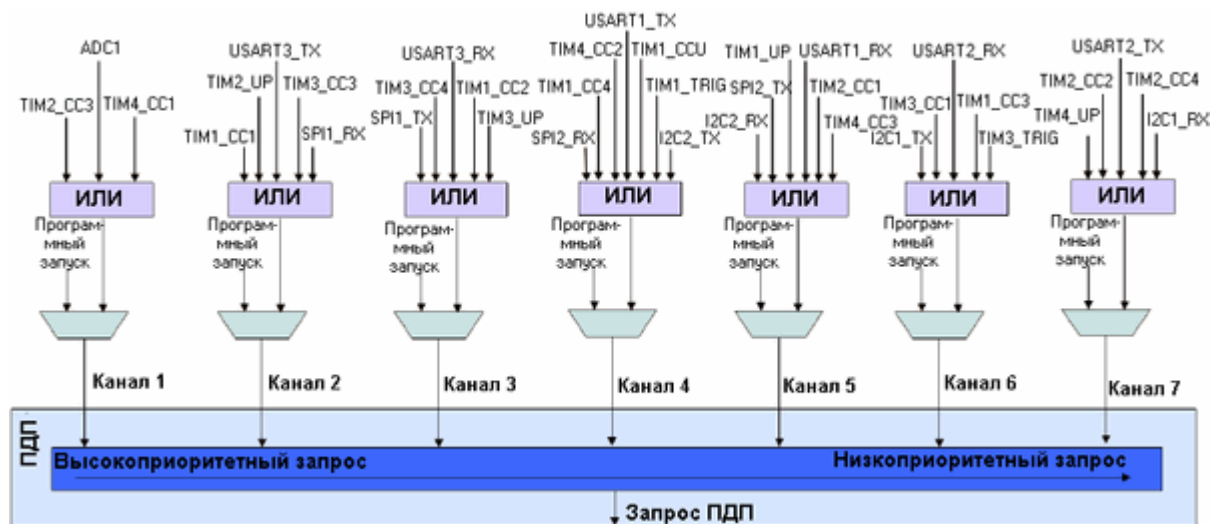 ADC1
TIM2_CC3
TIM4_CC1
ИЛИ
Програм-
мный
запуск
Канал 1
USART3_TX
TIM2_UP
TIM3_CC3
TIM1_CC1
SPI1_RX
ИЛИ
Програм-
мный
запуск
Канал 2
USART3_RX
TIM3_CC4
TIM1_CC2
SPI1_TX
TIM3_UP
ИЛИ
Програм-
мный
запуск
Канал 3
USART1_TX
TIM4_CC2
TIM1_CCU
TIM1_CC4
TIM1_TRIG
SPI2_RX
I2C2_TX
ИЛИ
Програм-
мный
запуск
Канал 4
TIM1_UP
USART1_RX
SPI2_TX
TIM2_CC1
I2C2_RX
TIM4_CC3
ИЛИ
Програм-
мный
запуск
Канал 5
USART2_RX
TIM3_CC1
TIM1_CC3
I2C1_TX
TIM3_TRIG
ИЛИ
Програм-
мный
запуск
Канал 6
USART2_TX
TIM2_CC2
TIM2_CC4
TIM4_UP
I2C1_RX
ИЛИ
Програм-
мный
запуск
Канал 7
ПДП
Высокоприоритетный запрос
Низкоприоритетный запрос
Запрос ПДП